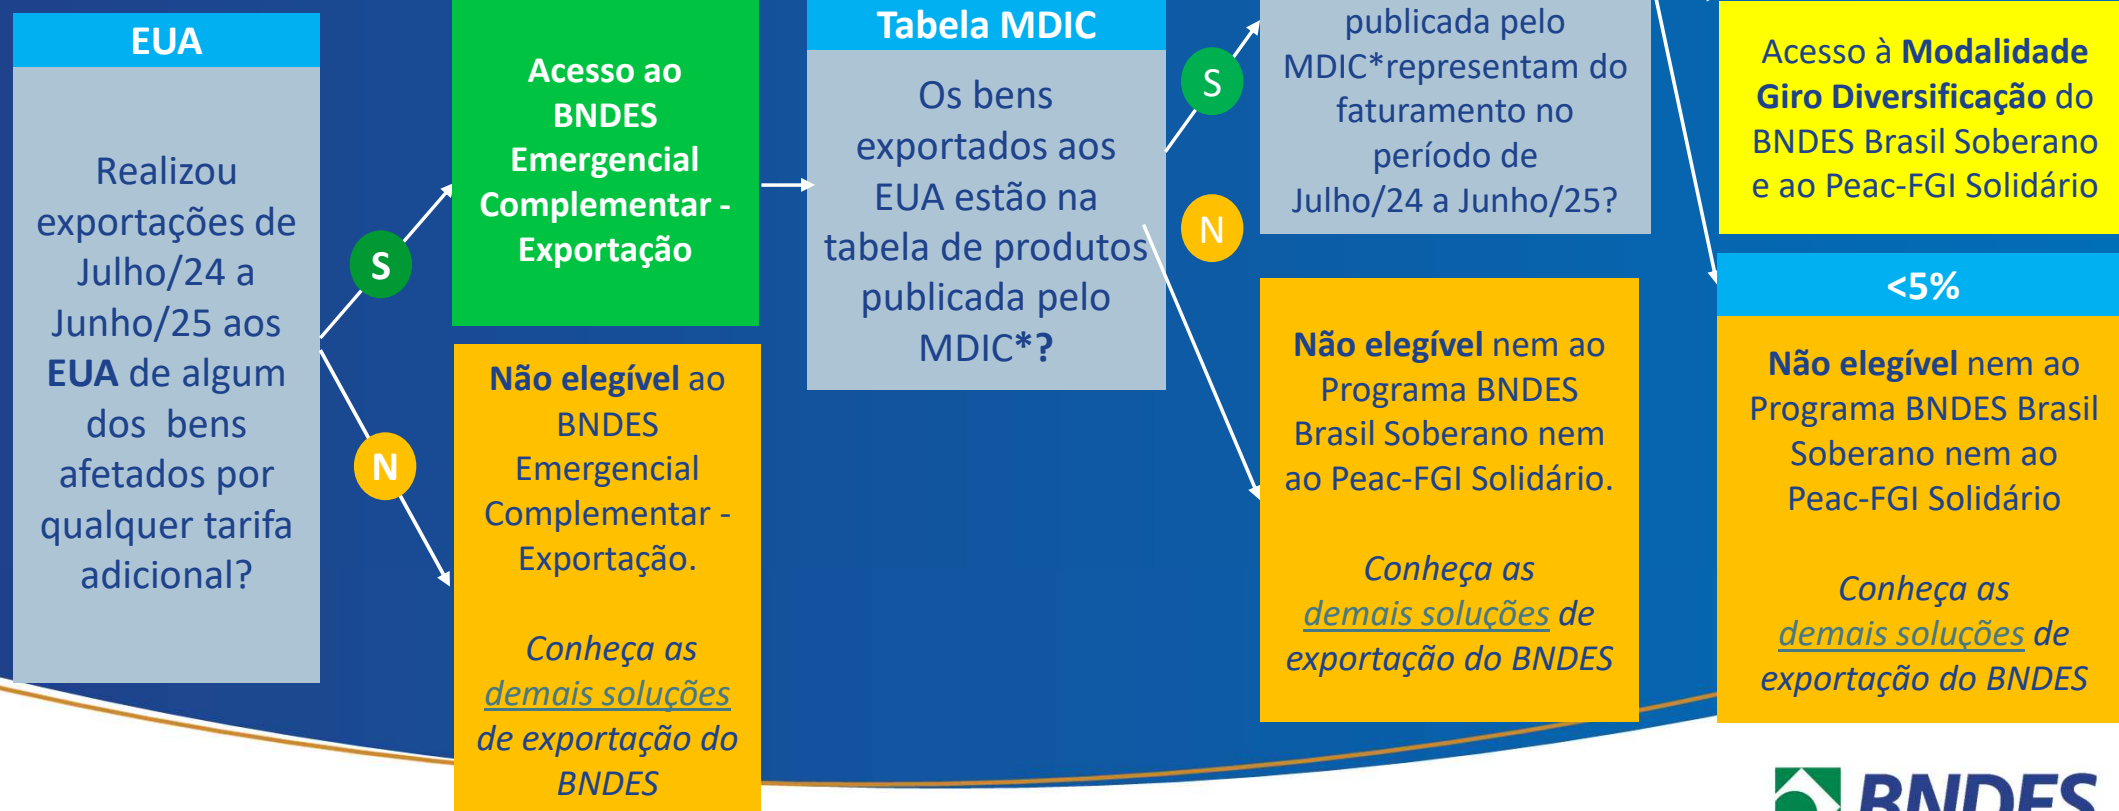 EUA
Realizou
exportações de
Julho/24 a
Junho/25 aos
EUA de algum
dos bens
afetados por
qualquer tarifa
adicional?
S
N
Acesso ao
BNDES
Emergencial
Complementar -
Exportação
Não elegível ao
BNDES
Emergencial
Complementar -
Exportação.
Conheça as
demais soluções
de exportação do
BNDES
Tabela MDIC
Os bens
exportados aos
EUA estão na
tabela de produtos
publicada pelo
MDIC*?
S
N
publicada pelo
MDIC*representam do
faturamento no
período de
Julho/24 a Junho/25?
Não elegível nem ao
Programa BNDES
Brasil Soberano nem
ao Peac-FGI Solidário.
Conheça as
demais soluções de
exportação do BNDES
Acesso à Modalidade
Giro Diversificação do
BNDES Brasil Soberano
e ao Peac-FGI Solidário
<5%
Não elegível nem ao
Programa BNDES Brasil
Soberano nem ao
Peac-FGI Solidário
Conheça as
demais soluções de
exportação do BNDES
BNDES